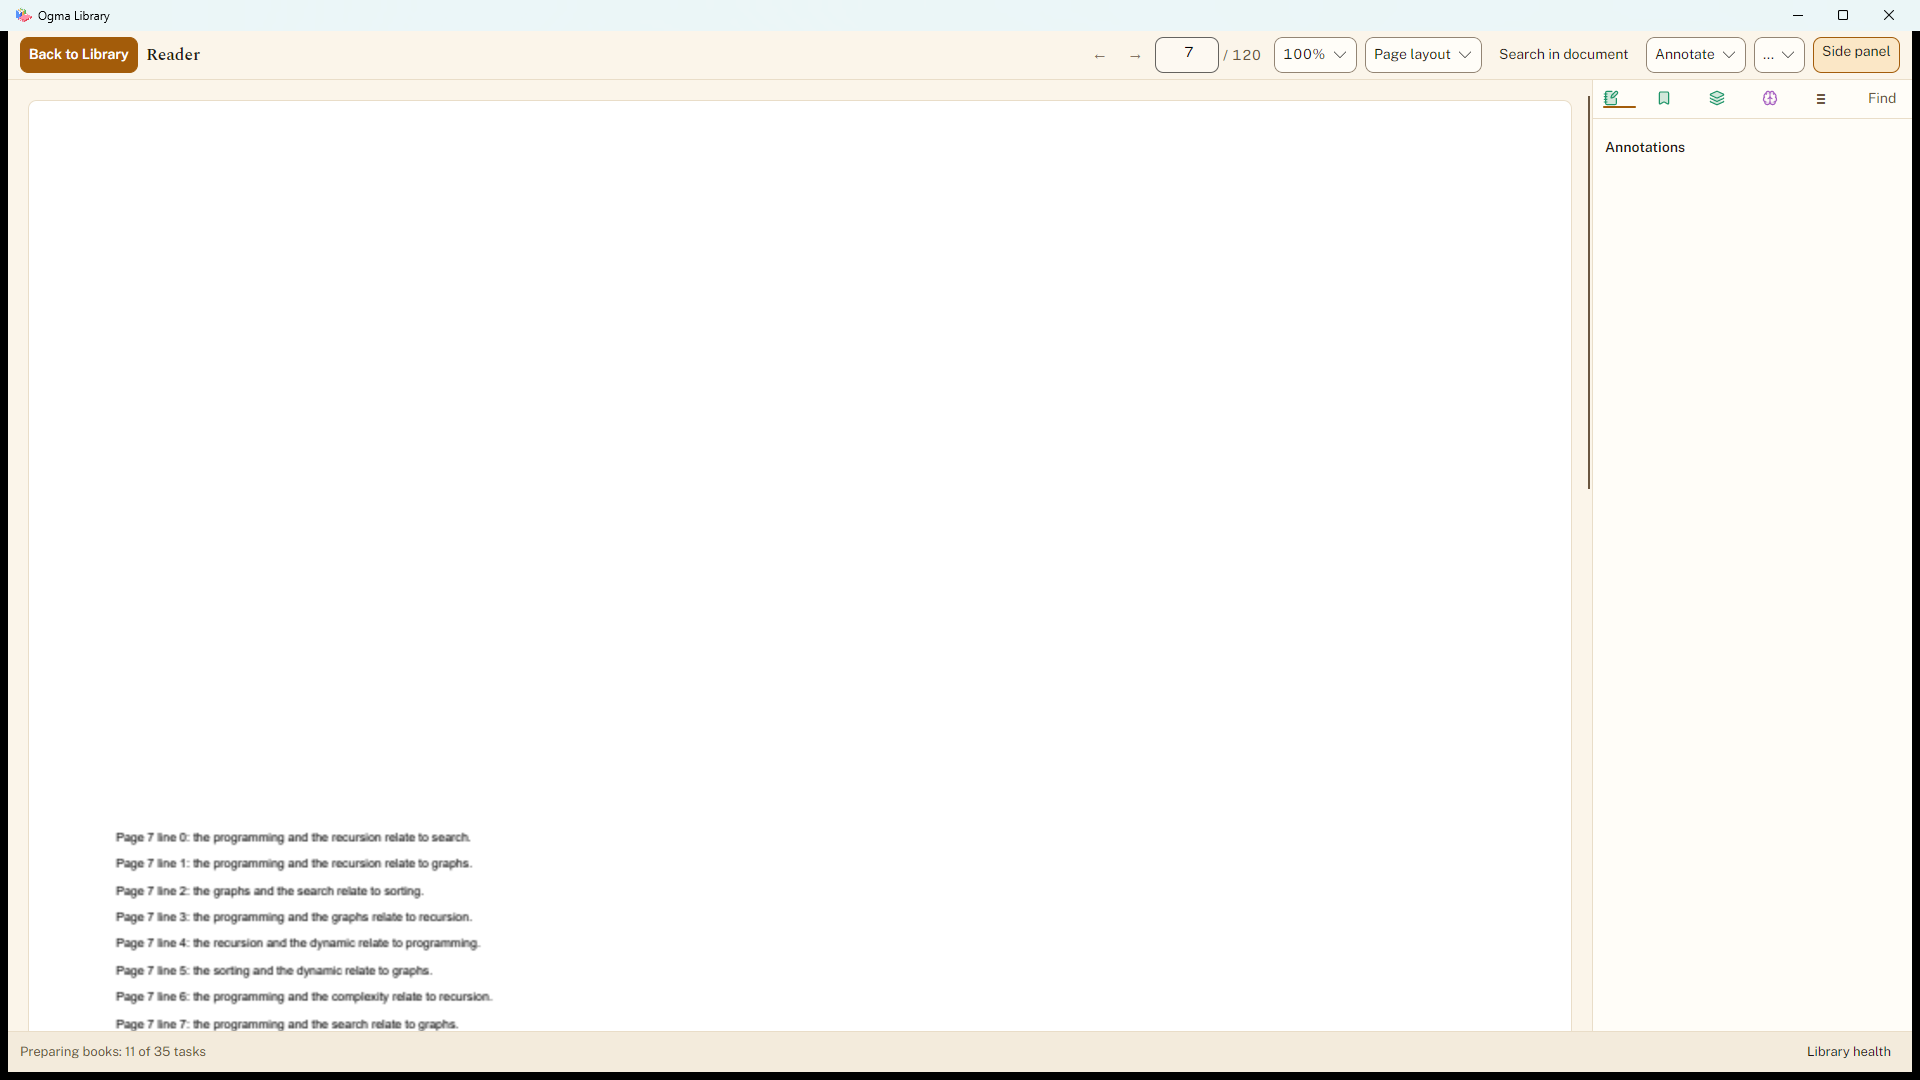 Ogma Library
Back to Library Reader ← → 7 / 120 100% Page layout Search in document Annotate ... Side panel
Find
Annotations
Page 7 line 0: the programming and the recursion relate to search.
Page 7 line 1: the programming and the recursion relate to graphs.
Page 7 line 2: the graphs and the search relate to sorting.
Page 7 line 3: the programming and the graphs relate to recursion.
Page 7 line 4: the recursion and the dynamic relate to programming.
Page 7 line 5: the sorting and the dynamic relate to graphs.
Page 7 line 6: the programming and the complexity relate to recursion.
Page 7 line 7: the programming and the search relate to graphs.
Preparing books: 11 of 35 tasks Library health